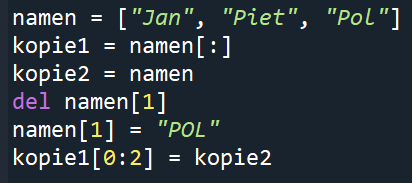 namen = ["Jan", "Piet", "Pol"]
kopie1 = namen[:]
kopie2 = namen
del namen[1]
namen[1] = "POL"
kopie1[0:2] = kopie2